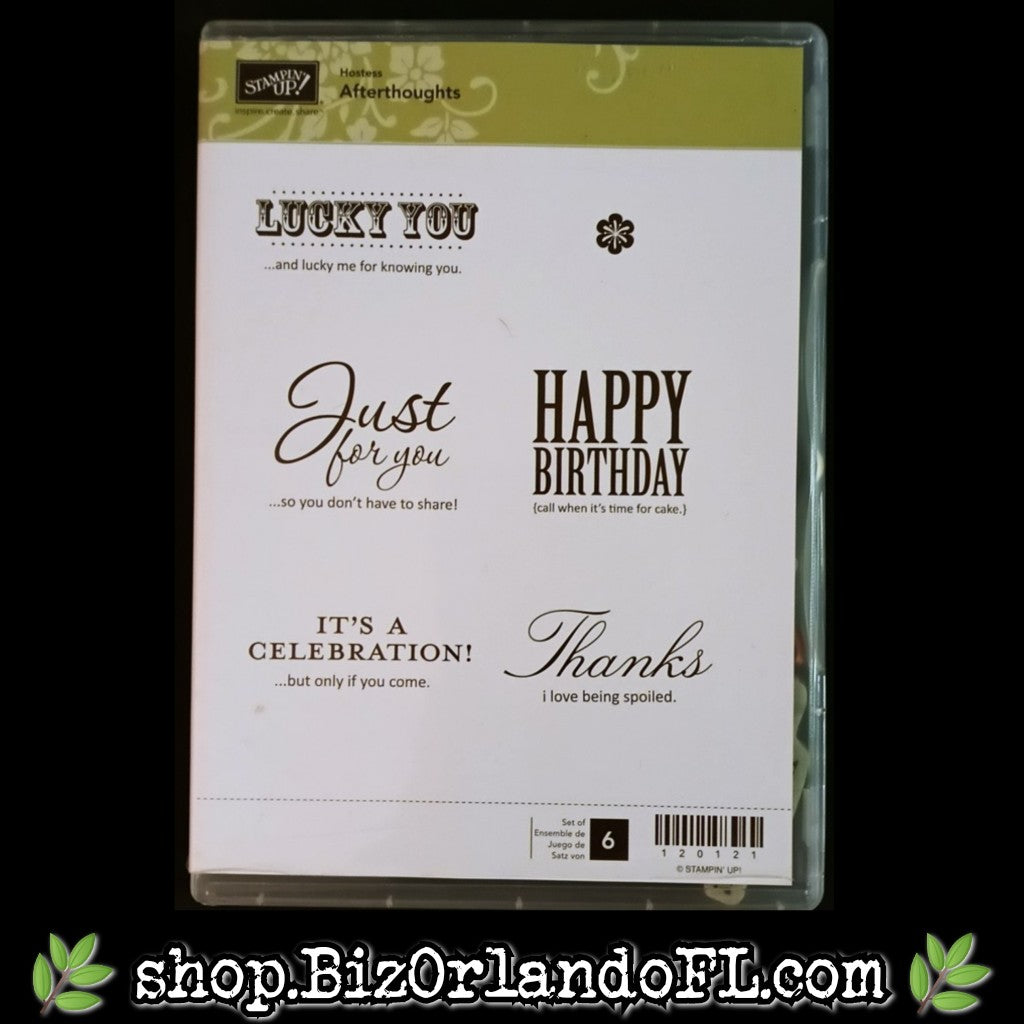 STAMPIN' UP!
inspire.create.share
Hostess
Afterthoughts
LUCKY YOU
...and lucky me for knowing you.
Just
for you
...so you don't have to share!
HAPPY
BIRTHDAY
{call when it's time for cake.}
IT'S A
CELEBRATION!
...but only if you come.
Thanks
i love being spoiled.
Set of
Ensemble de
Juego de
Satz von
6
120121
© STAMPIN' UP!
shop.BizOrlandoFL.com